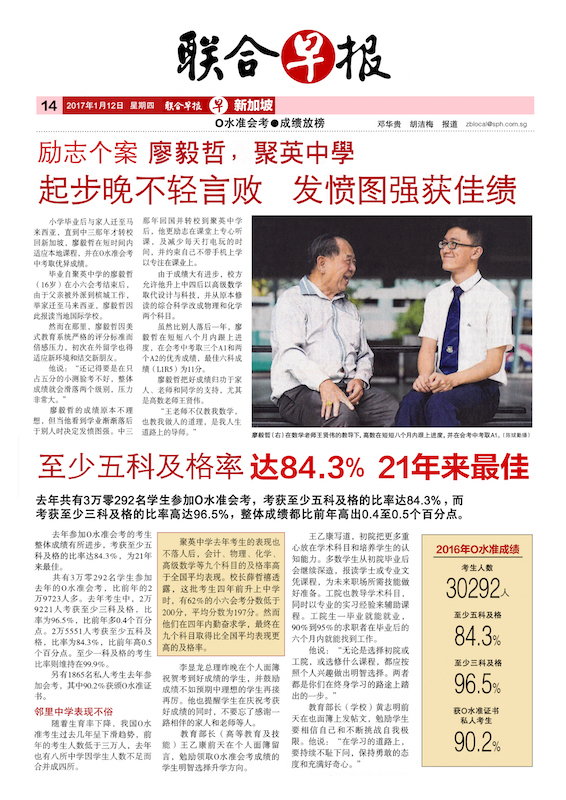 联合早报
14 2017年1月12日 星期四 联合早报 早 新加坡
O水准会考●成绩放榜 邓华贵 胡洁梅 报道 zblocal@sph.com.sg
励志个案 廖毅哲，聚英中學
起步晚不轻言败 发愤图强获佳绩
小学毕业后与家人迁至马
来西亚，直到中三那年才转校
回新加坡，廖毅哲在短时间内
适应本地课程，并在O水准会考
中考取优异成绩。
毕业自聚英中学的廖毅哲
（16岁）在小六会考结束后，
由于父亲被外派到槟城工作，
举家迁至马来西亚，廖毅哲因
此报读当地国际学校。
然而在那里，廖毅哲因美
式教育系统严格的评分标准而
倍感压力，初次在外留学也得
适应新环境和结交新朋友。
他说：“还记得要是在只
占五分的小测验考不好，整体
成绩就会滑落两个级别，压力
非常大。”
廖毅哲的成绩原本不理
想，但当他看到学业渐渐落后
于别人时决定发愤图强。中三
那年回国并转校到聚英中学
后，他更励志在课堂上专心听
课，及减少每天打电玩的时
间，并约束自己不带手机上学
以专注在课业上。
由于成绩大有进步，校方
允许他升上中四后以高级数学
取代设计与科技，并从原本修
读的综合科学改成物理和化学
两个科目。
虽然比别人落后一年，廖
毅哲在短短八个月内跟上进
度，在会考中考取三个A1和两
个A2的优秀成绩，最佳六科成
绩（L1R5）为11分。
廖毅哲把好成绩归功于家
人、老师和同学的支持，尤其
是高数老师王贤伟。
“王老师不仅教我数学，
也教我做人的道理，是我人生
道路上的导师。”
廖毅哲（右）在数学老师王贤伟的教导下，高数在短短八个月内跟上进度，并在会考中考取A1。
至少五科及格率 达84.3% 21年来最佳
去年共有3万零292名学生参加O水准会考，考获至少五科及格的比率达84.3%，而
考获至少三科及格的比率高达96.5%，整体成绩都比前年高出0.4至0.5个百分点。
去年参加O水准会考的考生
整体成绩有所进步，考获至少五
科及格的比率达84.3%，为21年
来最佳。
共有3万零292名学生参加
去年的O水准会考，比前年的2
万9723人多。去年考生中，2万
9221人考获至少三科及格，比
率为96.5%，比前年多0.4个百分
点。2万5551人考获至少五科及
格，比率为84.3%，比前年高0.5
个百分点。至少一科及格的考生
比率则维持在99.9%。
另有1865名私人考生去年参
加会考，其中90.2%获颁O水准证
书。
邻里中学表现不俗
随着生育率下降，我国O水
准考生过去几年呈下滑趋势，前
年的考生人数低于三万人，去年
也有八所中学因学生人数不足而
合并成四所。
聚英中学去年考生的表现也
不落人后，会计、物理、化学、
高级数学等九个科目的及格率高
于全国平均表现。校长薛哲禧透
露，这批考生四年前升上中学
时，有62%的小六会考分数低于
200分，平均分数为197分。然而
他们在四年内勤奋求学，最终在
九个科目取得比全国平均表现更
高的及格率。
李显龙总理昨晚在个人面簿
祝贺考到好成绩的学生，并鼓励
成绩不如预期中理想的学生再接
再厉。他也提醒学生在庆祝考获
好成绩的同时，不要忘了感谢一
路相伴的家人和老师等人。
教育部长（高等教育及技
能）王乙康前天在个人面簿留
言，勉励领取O水准会考成绩的
学生明智选择升学方向。
王乙康写道，初院把更多重
心放在学术科目和培养学生的认
知能力。多数学生从初院毕业后
会继续深造，报读学士或专业文
凭课程，为未来职场所需技能做
好准备。工院也教导学术科目，
同时以专业的实习经验来辅助课
程。工院生一毕业就能就业，
90%到95%的求职者在毕业后的
六个月内就能找到工作。
他说：“无论是选择初院或
工院，或选修什么课程，都应按
照个人兴趣做出明智选择。两者
都是你们在终身学习的路途上踏
出的一步。”
教育部长（学校）黄志明前
天在也面簿上发帖文，勉励学生
要相信自己和不断挑战自我极
限。他说：“在学习的道路上，
要持续不耻下问，保持勇敢的态
度和充满好奇心。”
2016年O水准成绩
考生人数
30292人
至少五科及格
84.3%
至少三科及格
96.5%
获O水准证书
私人考生
90.2%